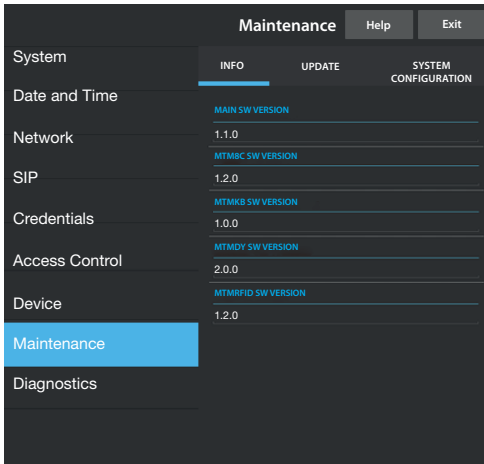 Maintenance Help Exit
System
Date and Time
Network
SIP
Credentials
Access Control
Device
Maintenance
Diagnostics
INFO UPDATE SYSTEM
CONFIGURATION
MAIN SW VERSION
1.1.0
MTM8C SW VERSION
1.2.0
MTMKB SW VERSION
1.0.0
MTMDY SW VERSION
2.0.0
MTMRFID SW VERSION
1.2.0